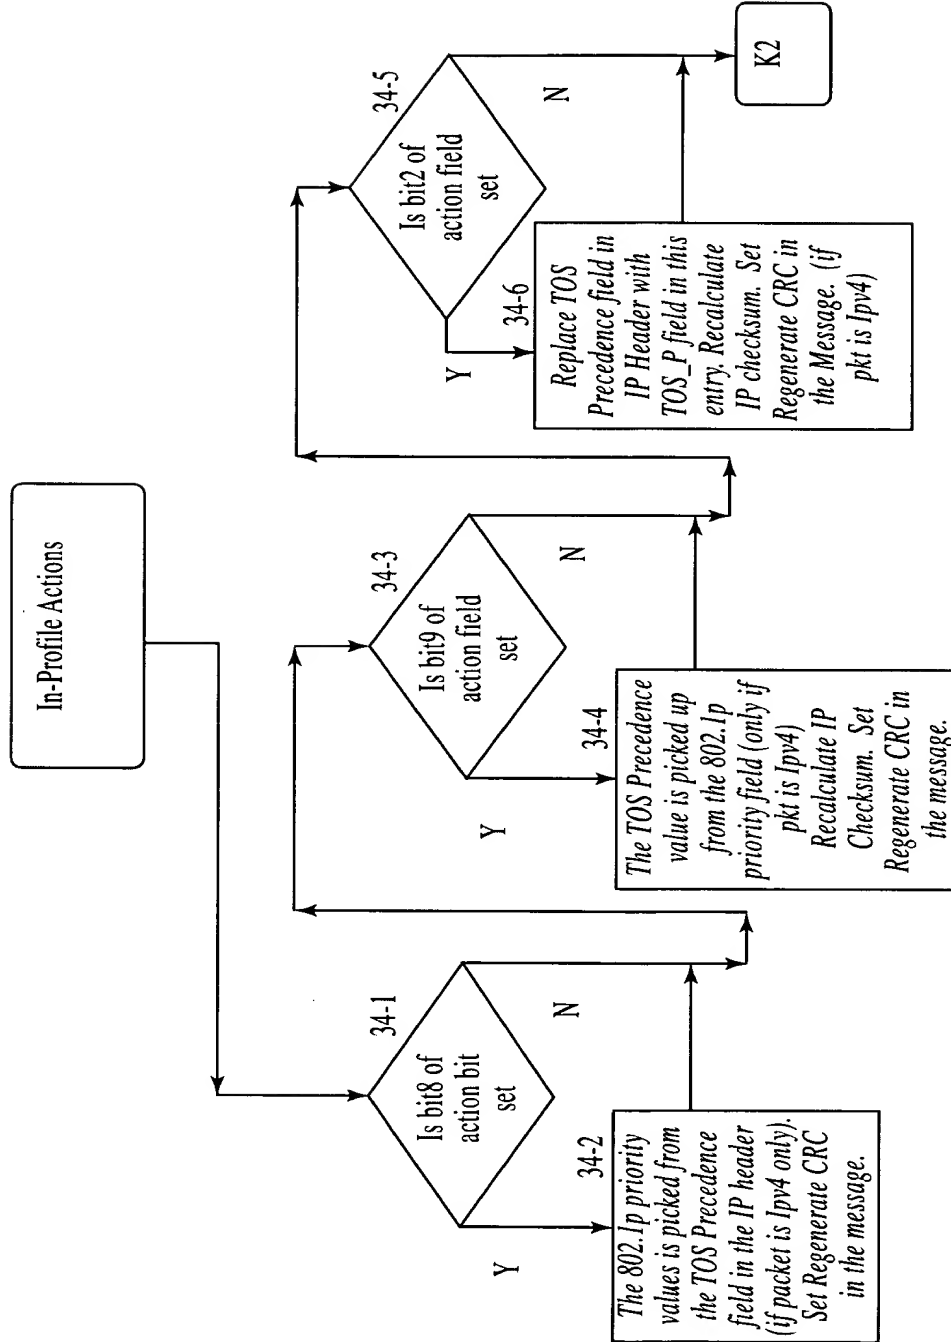 In-Profile Actions
34-1
Is bit8 of
action bit
set
Y
N
34-2
The 802.1p priority
values is picked from
the TOS Precedence
field in the IP header
(if packet is Ipv4 only).
Set Regenerate CRC
in the message.
34-3
Is bit9 of
action field
set
Y
N
34-4
The TOS Precedence
value is picked up
from the 802.1p
priority field (only if
pkt is Ipv4)
Recalculate IP
Checksum. Set
Regenerate CRC in
the message.
34-5
Is bit2 of
action field
set
Y
N
34-6
Replace TOS
Precedence field in
IP Header with
TOS_P field in this
entry. Recalculate
IP checksum. Set
Regenerate CRC in
the Message. (if
pkt is Ipv4)
K2